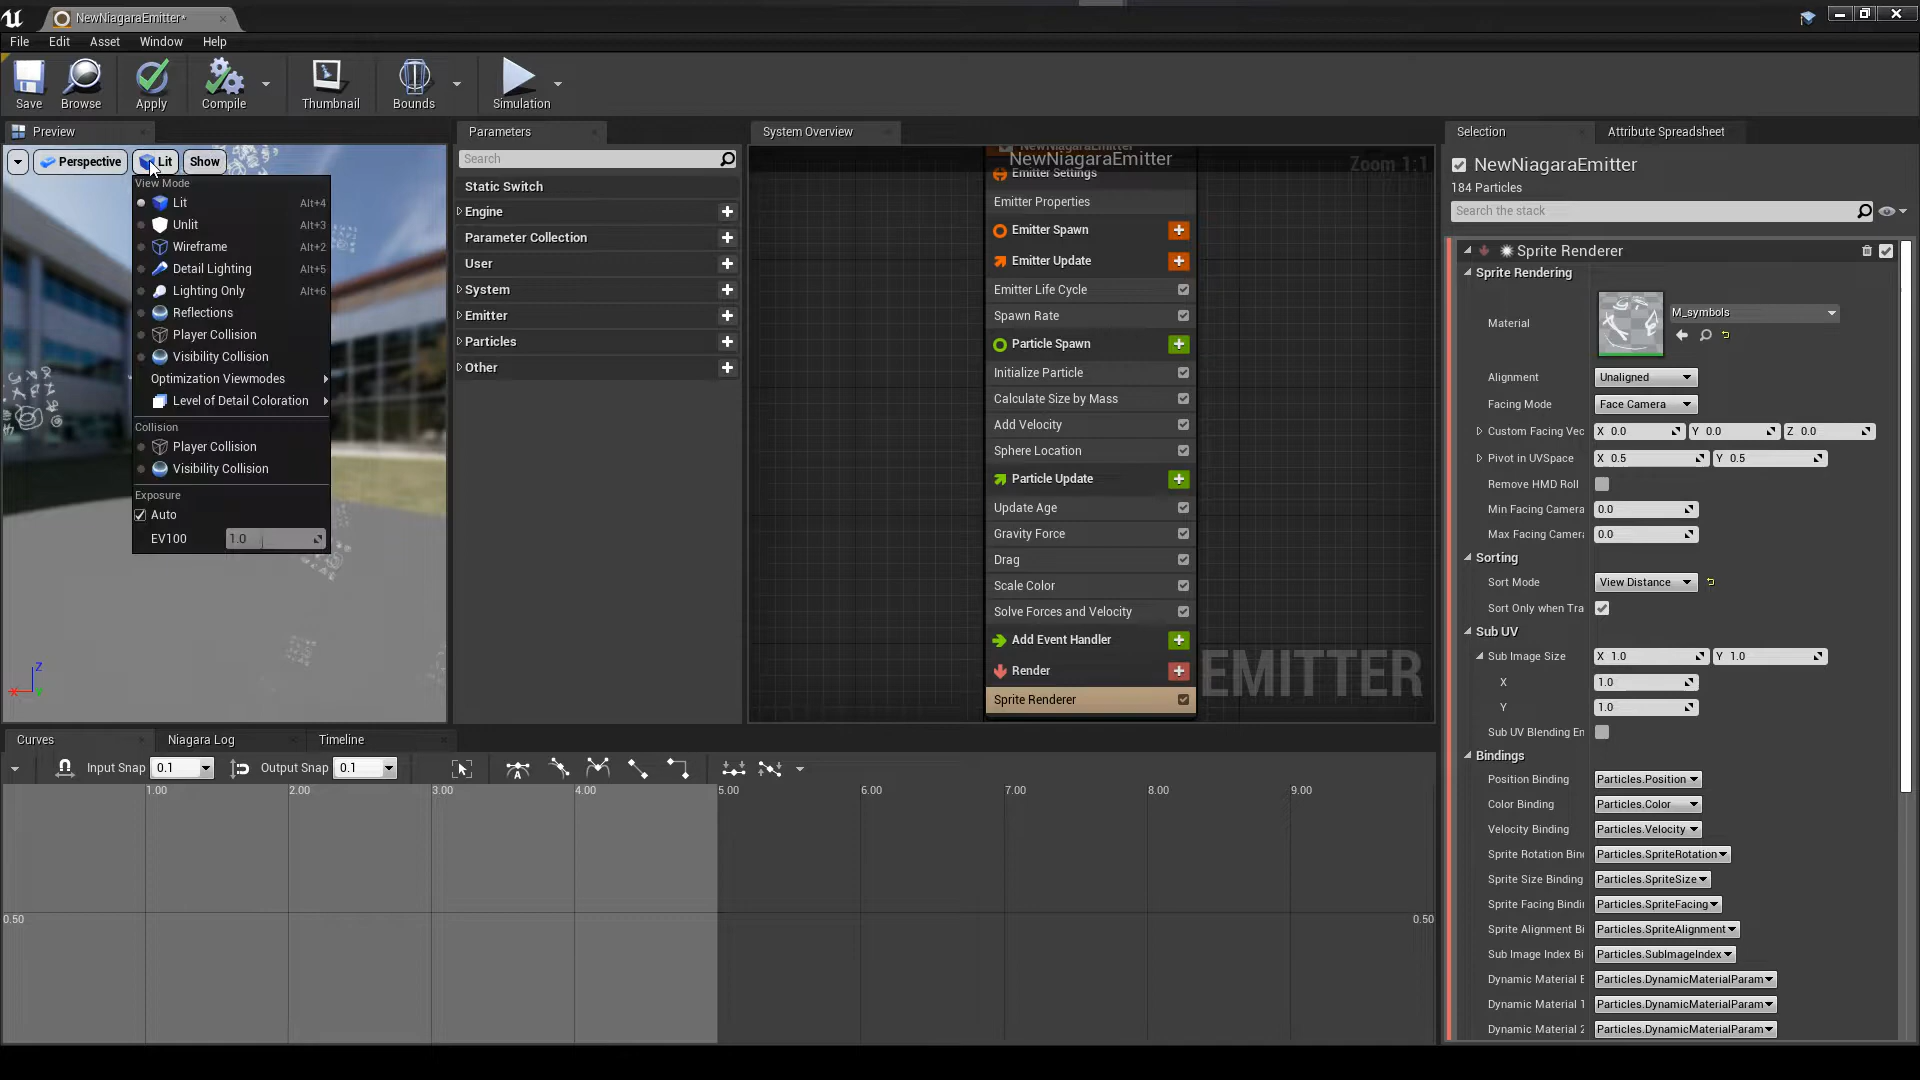 NewNiagaraEmitter*
File Edit Asset Window Help
Save Browse Apply Compile Thumbnail Bounds Simulation
Preview
Perspective Lit Show
View Mode
Lit Alt+4
Unlit Alt+3
Wireframe Alt+2
Detail Lighting Alt+5
Lighting Only Alt+6
Reflections
Player Collision
Visibility Collision
Optimization Viewmodes
Level of Detail Coloration
Collision
Player Collision
Visibility Collision
Exposure
Auto
EV100 1.0
Z
X
Parameters
Search
Static Switch
Engine
Parameter Collection
User
System
Emitter
Particles
Other
System Overview
NewNiagaraEmitter
Zoom 1:1
NewNiagaraEmitter
Emitter Settings
Emitter Properties
Emitter Spawn
Emitter Update
Emitter Life Cycle
Spawn Rate
Particle Spawn
Initialize Particle
Calculate Size by Mass
Add Velocity
Sphere Location
Particle Update
Update Age
Gravity Force
Drag
Scale Color
Solve Forces and Velocity
Add Event Handler
Render
Sprite Renderer
EMITTER
Selection Attribute Spreadsheet
NewNiagaraEmitter
184 Particles
Search the stack
Sprite Renderer
Sprite Rendering
Material M_symbols
Alignment Unaligned
Facing Mode Face Camera
Custom Facing Vec X 0.0 Y 0.0 Z 0.0
Pivot in UVSpace X 0.5 Y 0.5
Remove HMD Roll
Min Facing Camera 0.0
Max Facing Camera 0.0
Sorting
Sort Mode View Distance
Sort Only when Tra
Sub UV
Sub Image Size X 1.0 Y 1.0
X 1.0
Y 1.0
Sub UV Blending En
Bindings
Position Binding Particles.Position
Color Binding Particles.Color
Velocity Binding Particles.Velocity
Sprite Rotation Bin Particles.SpriteRotation
Sprite Size Binding Particles.SpriteSize
Sprite Facing Bindi Particles.SpriteFacing
Sprite Alignment Bi Particles.SpriteAlignment
Sub Image Index Bi Particles.SubImageIndex
Dynamic Material Particles.DynamicMaterialParam
Dynamic Material 1 Particles.DynamicMaterialParam
Dynamic Material 2 Particles.DynamicMaterialParam
Curves Niagara Log Timeline
Input Snap 0.1 Output Snap 0.1
1.00 2.00 3.00 4.00 5.00 6.00 7.00 8.00 9.00
0.50 0.50